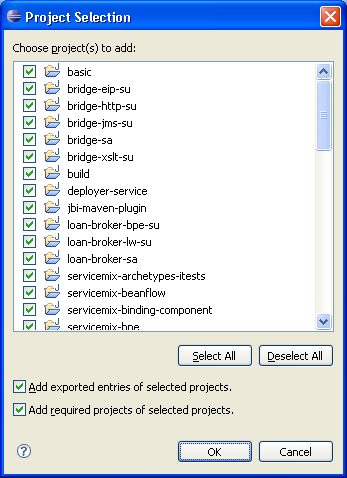 Project Selection
Choose project(s) to add:
basic
bridge-eip-su
bridge-http-su
bridge-jms-su
bridge-sa
bridge-xslt-su
build
deployer-service
jbi-maven-plugin
loan-broker-bpe-su
loan-broker-lw-su
loan-broker-sa
servicemix-archetypes-itests
servicemix-beanflow
servicemix-binding-component
servicemix-bpe
Select All Deselect All
Add exported entries of selected projects.
Add required projects of selected projects.
? OK Cancel